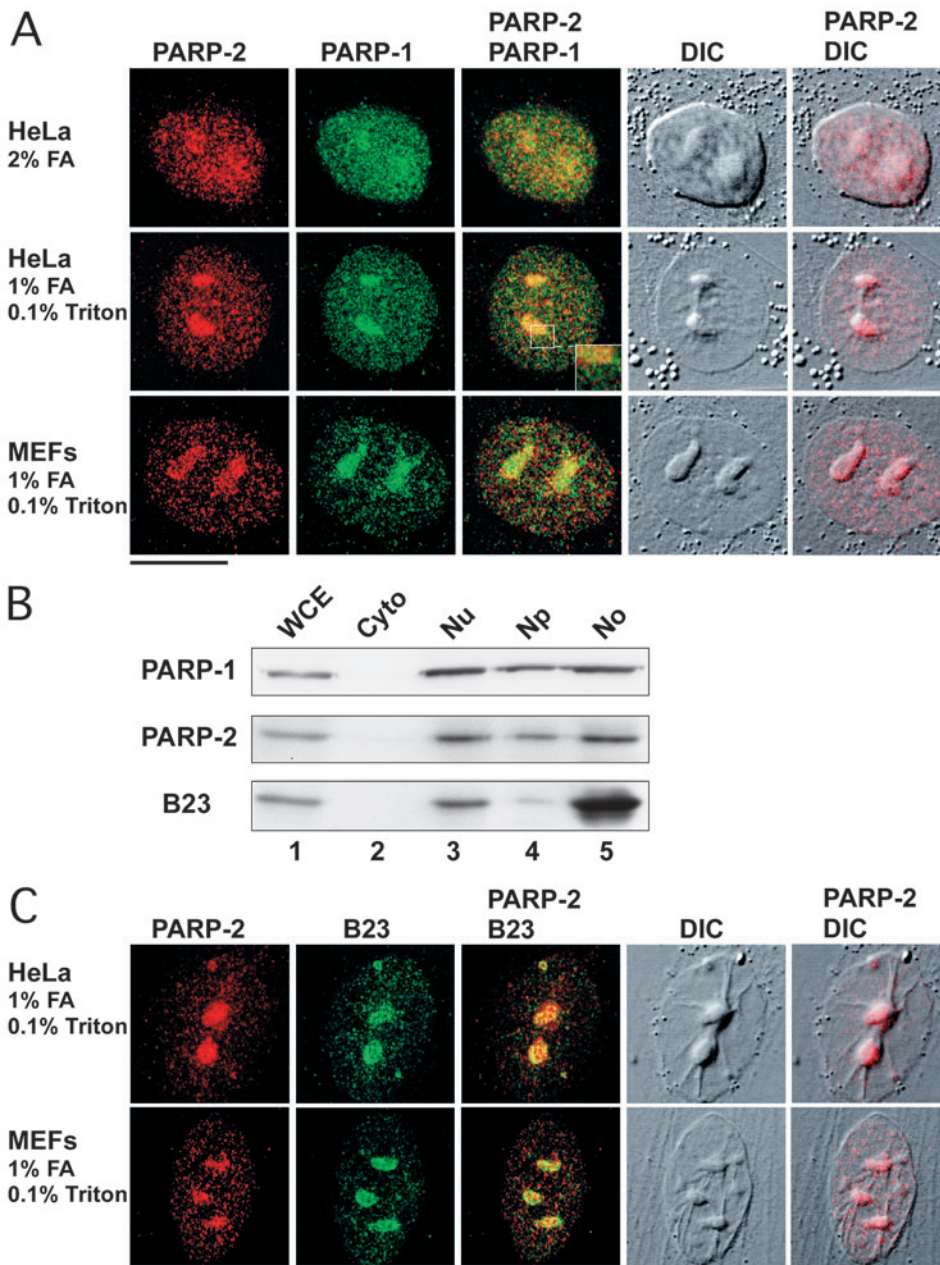 A
PARP-2 PARP-1 PARP-2 PARP-1 DIC PARP-2 DIC
HeLa
2% FA
HeLa
1% FA
0.1% Triton
MEFs
1% FA
0.1% Triton
B
WCE Cyto Nu Np No
PARP-1
PARP-2
B23
1 2 3 4 5
C
PARP-2 B23 PARP-2 B23 DIC PARP-2 DIC
HeLa
1% FA
0.1% Triton
MEFs
1% FA
0.1% Triton